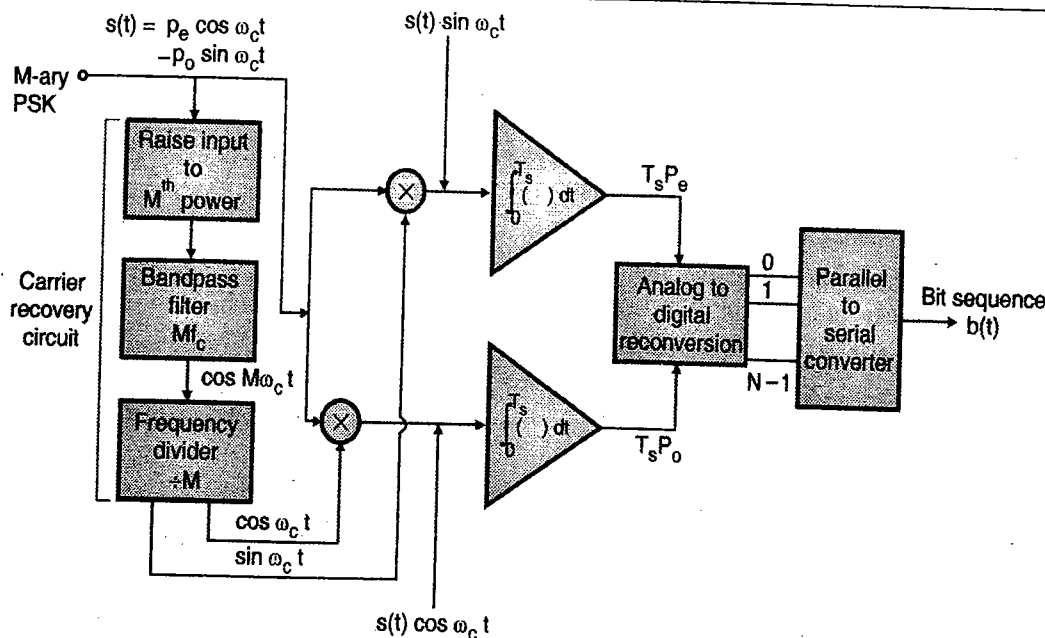 s(t) = p_e cos ω_c t
−p_o sin ω_c t
M-ary
PSK
s(t) sin ω_c t
Raise input
to
M^th power
Carrier
recovery
circuit
Bandpass
filter
Mf_c
cos Mω_c t
Frequency
divider
÷M
cos ω_c t
sin ω_c t
×
×
∫_0^T_s ( ) dt
T_s P_e
∫_0^T_s ( ) dt
T_s P_o
s(t) cos ω_c t
Analog to
digital
reconversion
0
1
N−1
Parallel
to
serial
converter
Bit sequence
b(t)